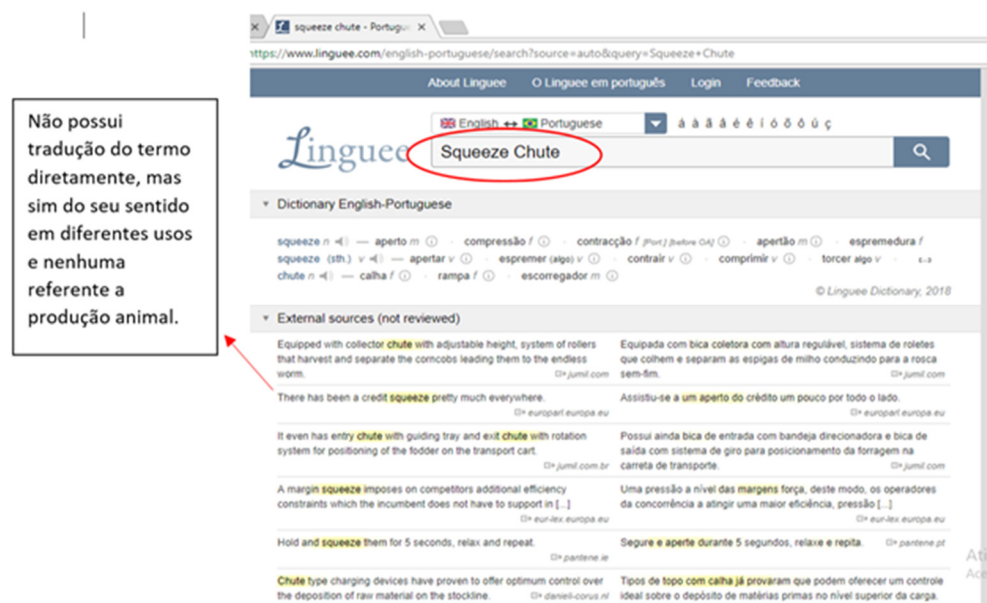 squeeze chute - Portugu
https://www.linguee.com/english-portuguese/search?source=auto&query=Squeeze+Chute
About Linguee O Linguee em português Login Feedback
Não possui
tradução do termo
diretamente, mas
sim do seu sentido
em diferentes usos
e nenhuma
referente a
produção animal.
Linguee
English ↔ Portuguese
á à ã â é ê í ó õ ô ú ç
Squeeze Chute
Dictionary English-Portuguese
squeeze n — aperto m · compressão f · contracção f [Port.] [before OA] · apertão m · espremedura f
squeeze (sth.) v — apertar v · espremer (algo) v · contrair v · comprimir v · torcer algo v · (...)
chute n — calha f · rampa f · escorregador m
© Linguee Dictionary, 2018
External sources (not reviewed)
Equipped with collector chute with adjustable height, system of rollers
that harvest and separate the corncobs leading them to the endless
worm.
jumil.com
Equipada com bica coletora com altura regulável, sistema de roletes
que colhem e separam as espigas de milho conduzindo para a rosca
sem-fim.
jumil.com
There has been a credit squeeze pretty much everywhere.
europarl.europa.eu
Assistiu-se a um aperto do crédito um pouco por todo o lado.
europarl.europa.eu
It even has entry chute with guiding tray and exit chute with rotation
system for positioning of the fodder on the transport cart.
jumil.com.br
Possui ainda bica de entrada com bandeja direcionadora e bica de
saída com sistema de giro para posicionamento da forragem na
carreta de transporte.
jumil.com
A margin squeeze imposes on competitors additional efficiency
constraints which the incumbent does not have to support in [...]
eur-lex.europa.eu
Uma pressão a nível das margens força, deste modo, os operadores
da concorrência a atingir uma maior eficiência, pressão [...]
eur-lex.europa.eu
Hold and squeeze them for 5 seconds, relax and repeat.
pantene.ie
Segure e aperte durante 5 segundos, relaxe e repita.
pantene.pt
Chute type charging devices have proven to offer optimum control over
the deposition of raw material on the stockline.
danieli-corus.nl
Tipos de topo com calha já provaram que podem oferecer um controle
ideal sobre o depósito de matérias primas no nível superior da carga.